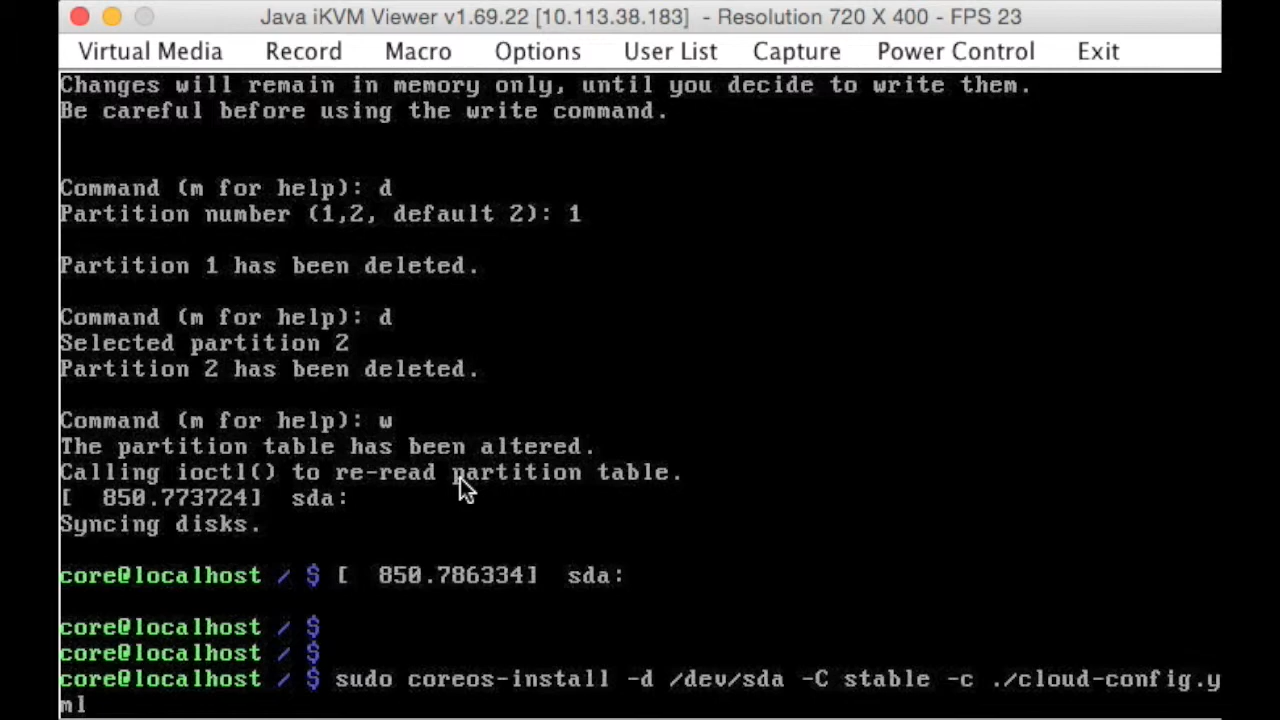 Java iKVM Viewer v1.69.22 [10.113.38.183] - Resolution 720 X 400 - FPS 23
Virtual Media Record Macro Options User List Capture Power Control Exit
Changes will remain in memory only, until you decide to write them.
Be careful before using the write command.
Command (m for help): d
Partition number (1,2, default 2): 1
Partition 1 has been deleted.
Command (m for help): d
Selected partition 2
Partition 2 has been deleted.
Command (m for help): w
The partition table has been altered.
Calling ioctl() to re-read partition table.
[  850.773724]  sda:
Syncing disks.
core@localhost / $ [  850.786334]  sda:
core@localhost / $
core@localhost / $
core@localhost / $ sudo coreos-install -d /dev/sda -C stable -c ./cloud-config.y
ml